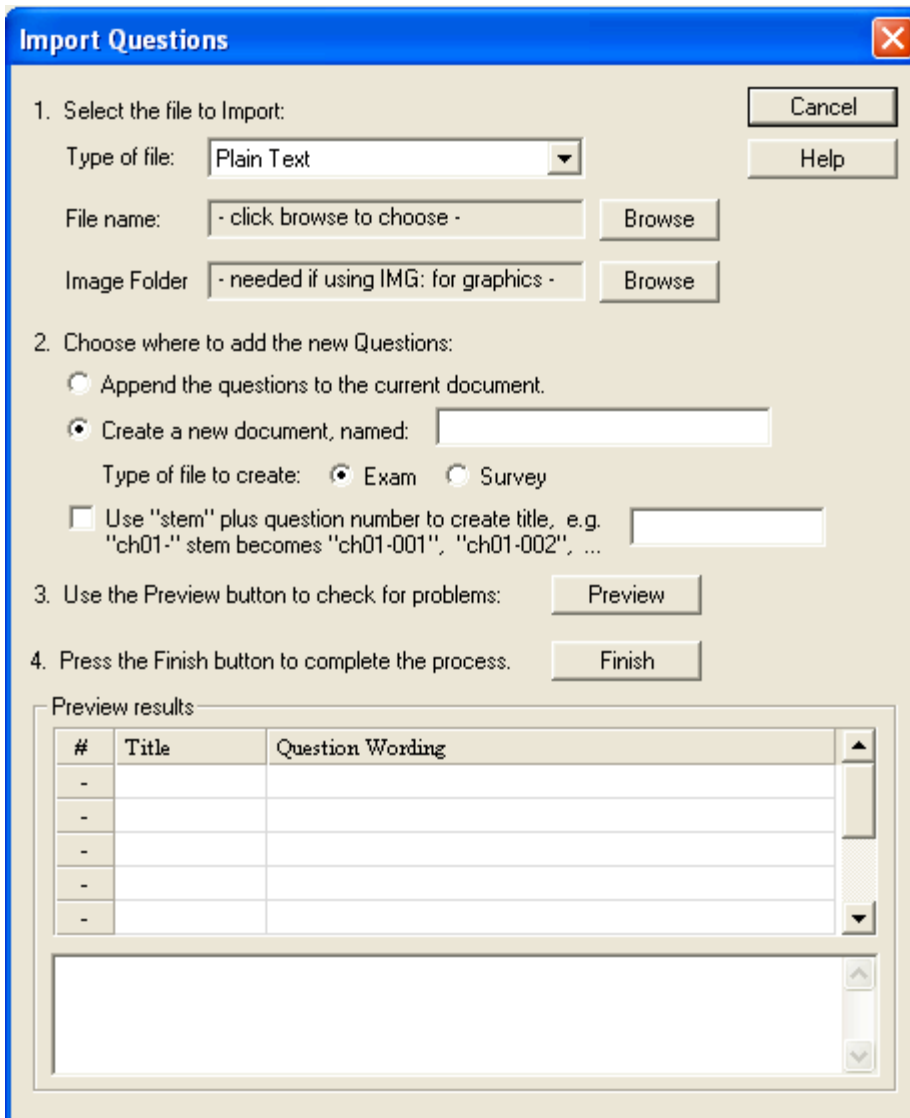 Import Questions
1. Select the file to Import:
Cancel
Type of file:
Plain Text
Help
File name:
- click browse to choose -
Browse
Image Folder
- needed if using IMG: for graphics -
Browse
2. Choose where to add the new Questions:
Append the questions to the current document.
Create a new document, named:
Type of file to create:
Exam
Survey
Use "stem" plus question number to create title, e.g.
"ch01-" stem becomes "ch01-001", "ch01-002", ...
3. Use the Preview button to check for problems:
Preview
4. Press the Finish button to complete the process.
Finish
Preview results
# Title Question Wording
-
-
-
-
-